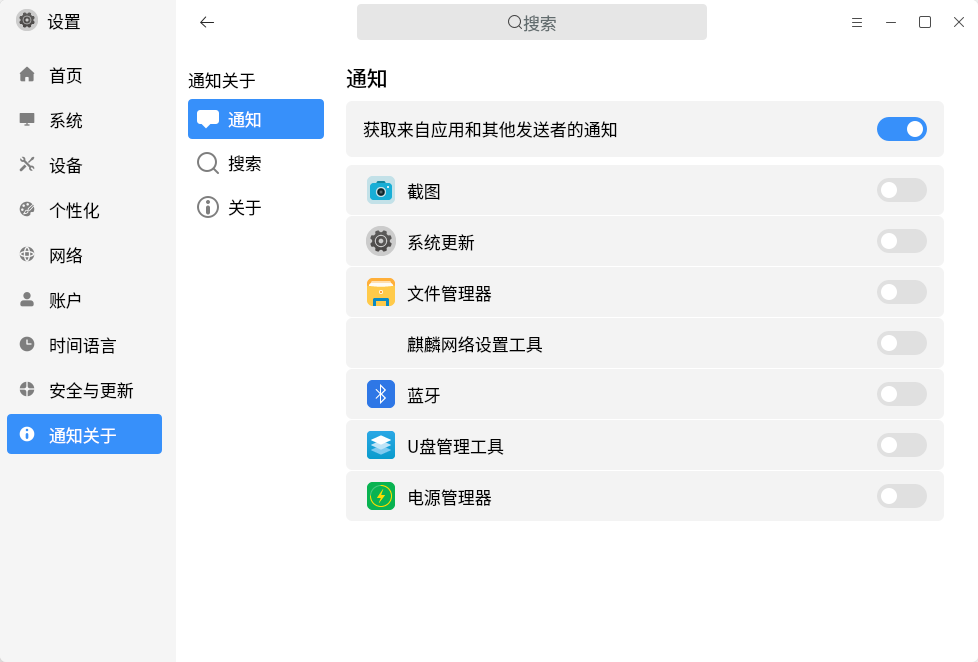 设置
搜索
首页
系统
设备
个性化
网络
账户
时间语言
安全与更新
通知关于
通知关于
通知
搜索
关于
通知
获取来自应用和其他发送者的通知
截图
系统更新
文件管理器
麒麟网络设置工具
蓝牙
U盘管理工具
电源管理器